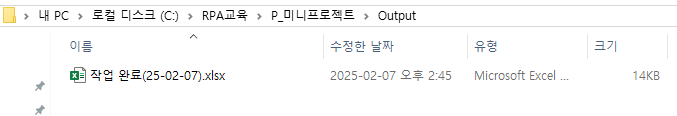 내 PC > 로컬 디스크 (C:) > RPA교육 > P_미니프로젝트 > Output
이름 수정한 날짜 유형 크기
작업 완료(25-02-07).xlsx 2025-02-07 오후 2:45 Microsoft Excel ... 14KB